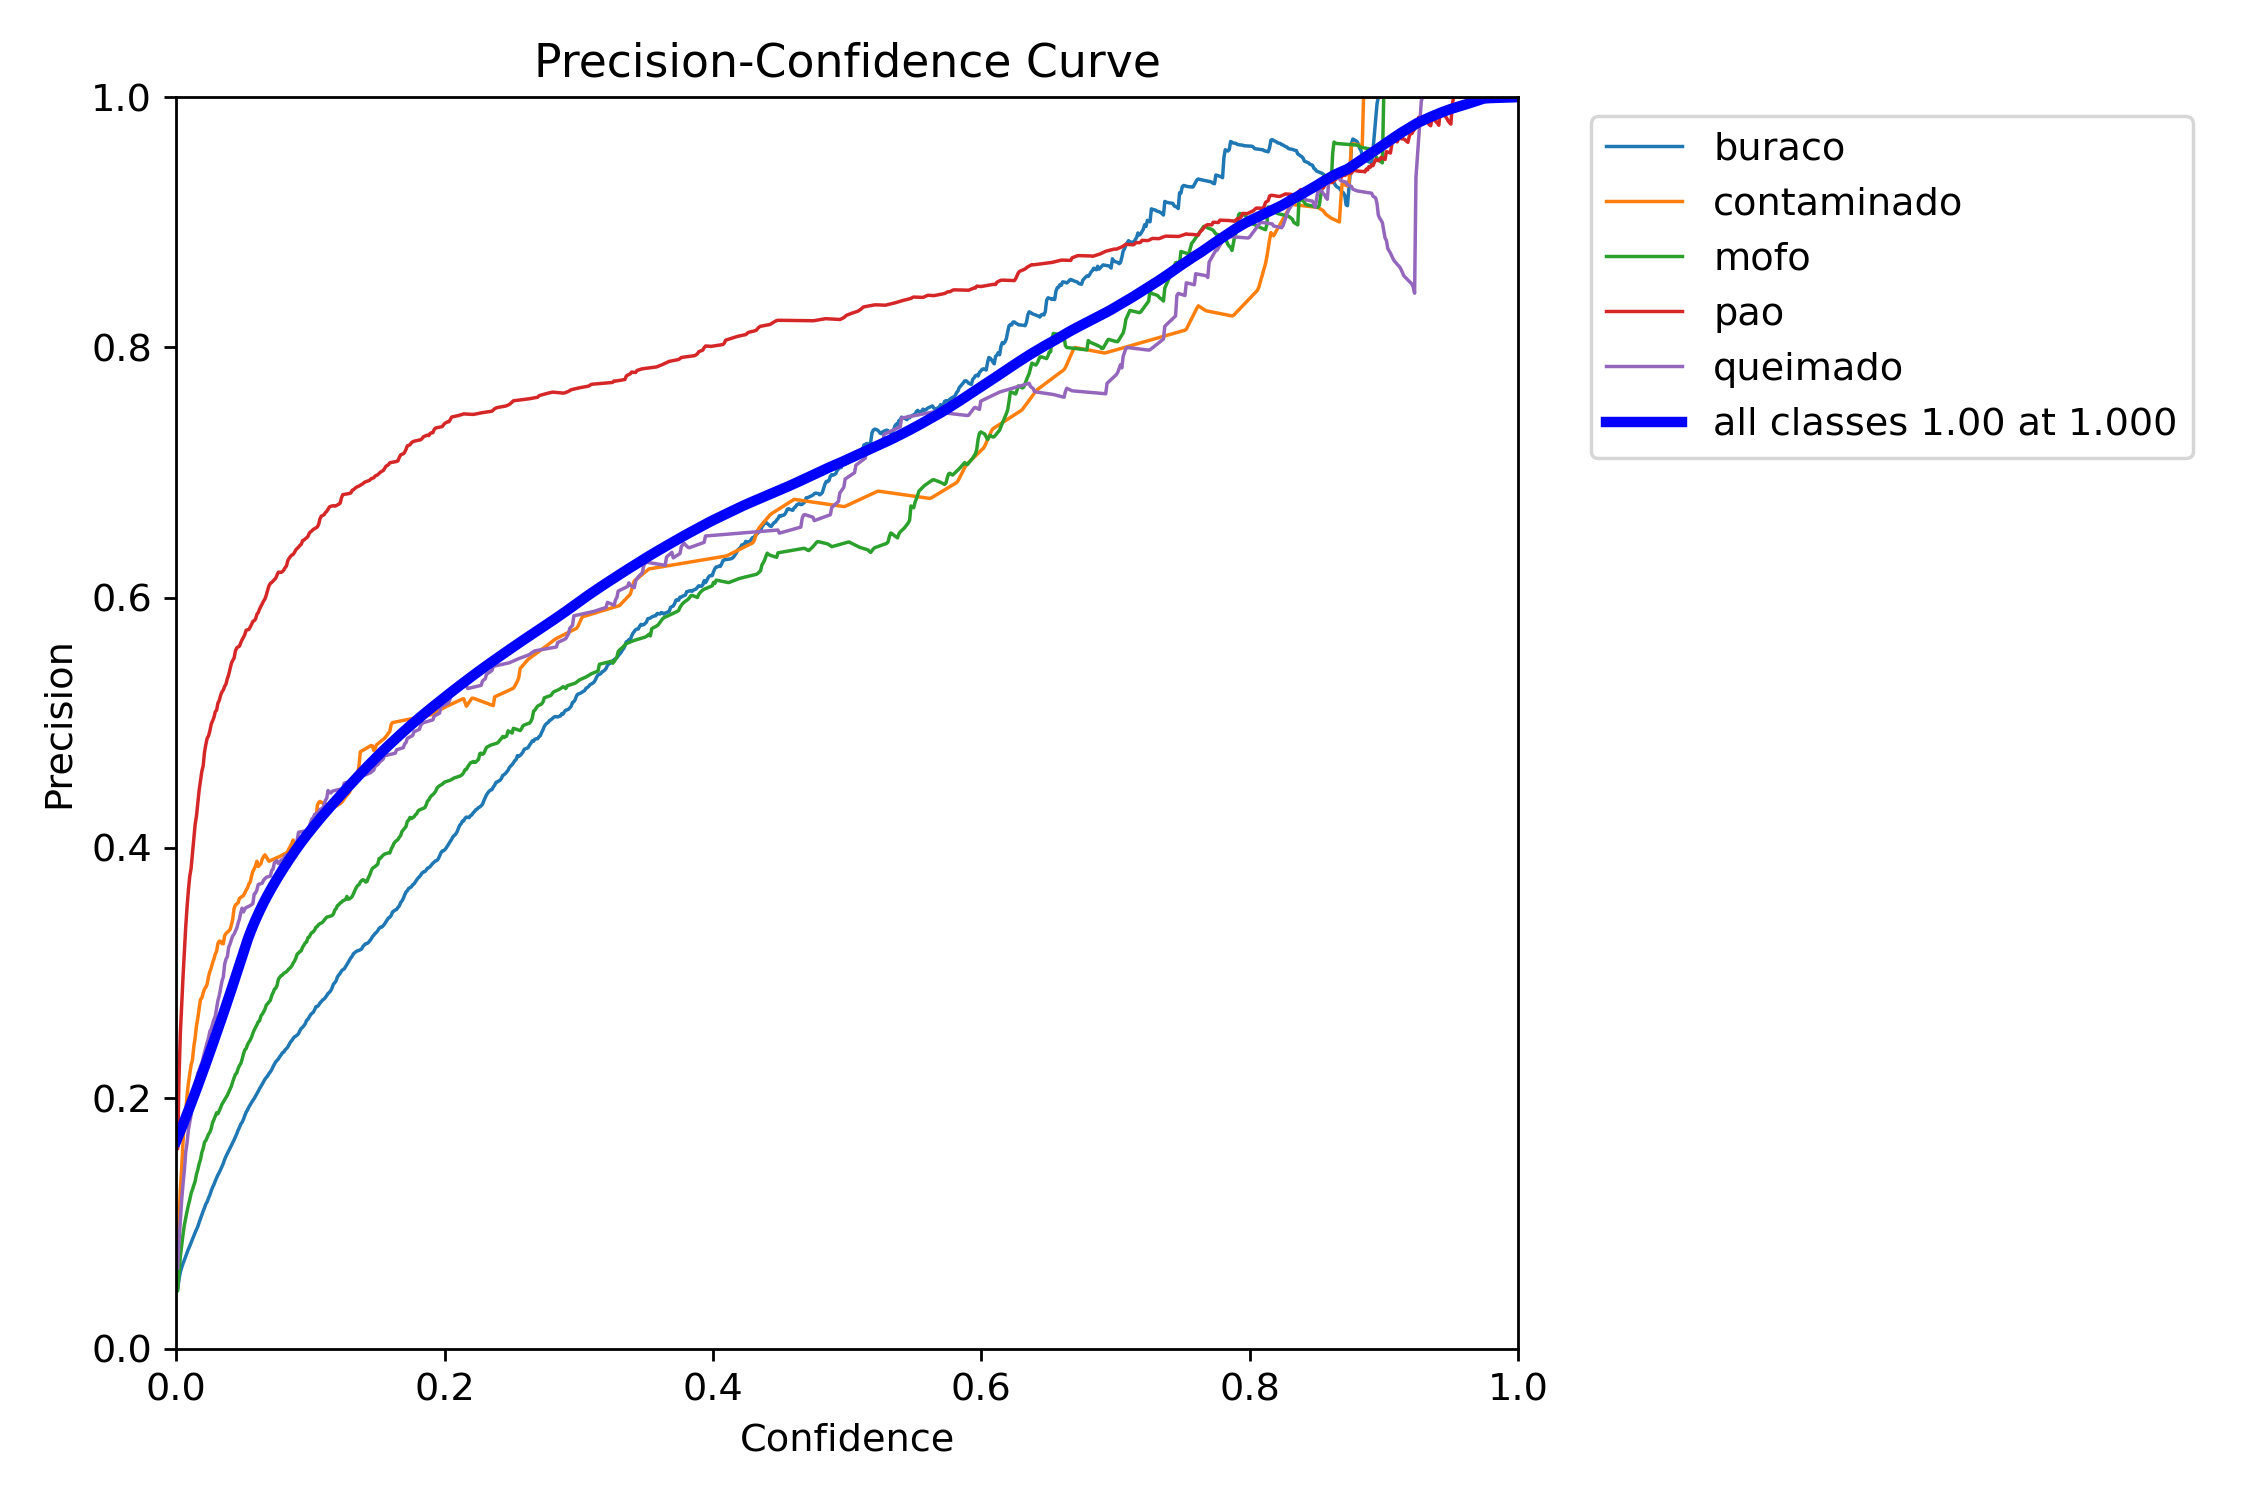 Precision-Confidence Curve
1.0
0.8
0.6
0.4
0.2
0.0
Precision
0.0 0.2 0.4 0.6 0.8 1.0
Confidence
buraco
contaminado
mofo
pao
queimado
all classes 1.00 at 1.000